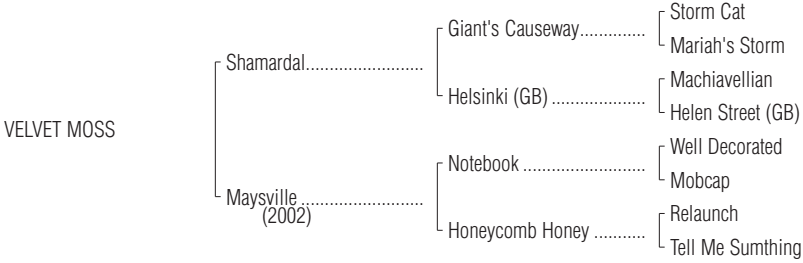 Storm Cat
Giant's Causeway..............
Mariah's Storm
Shamardal.........................
Machiavellian
Helsinki (GB) ....................
Helen Street (GB)
VELVET MOSS
Well Decorated
Notebook ..........................
Mobcap
Maysville ..........................
(2002)
Relaunch
Honeycomb Honey ...........
Tell Me Sumthing